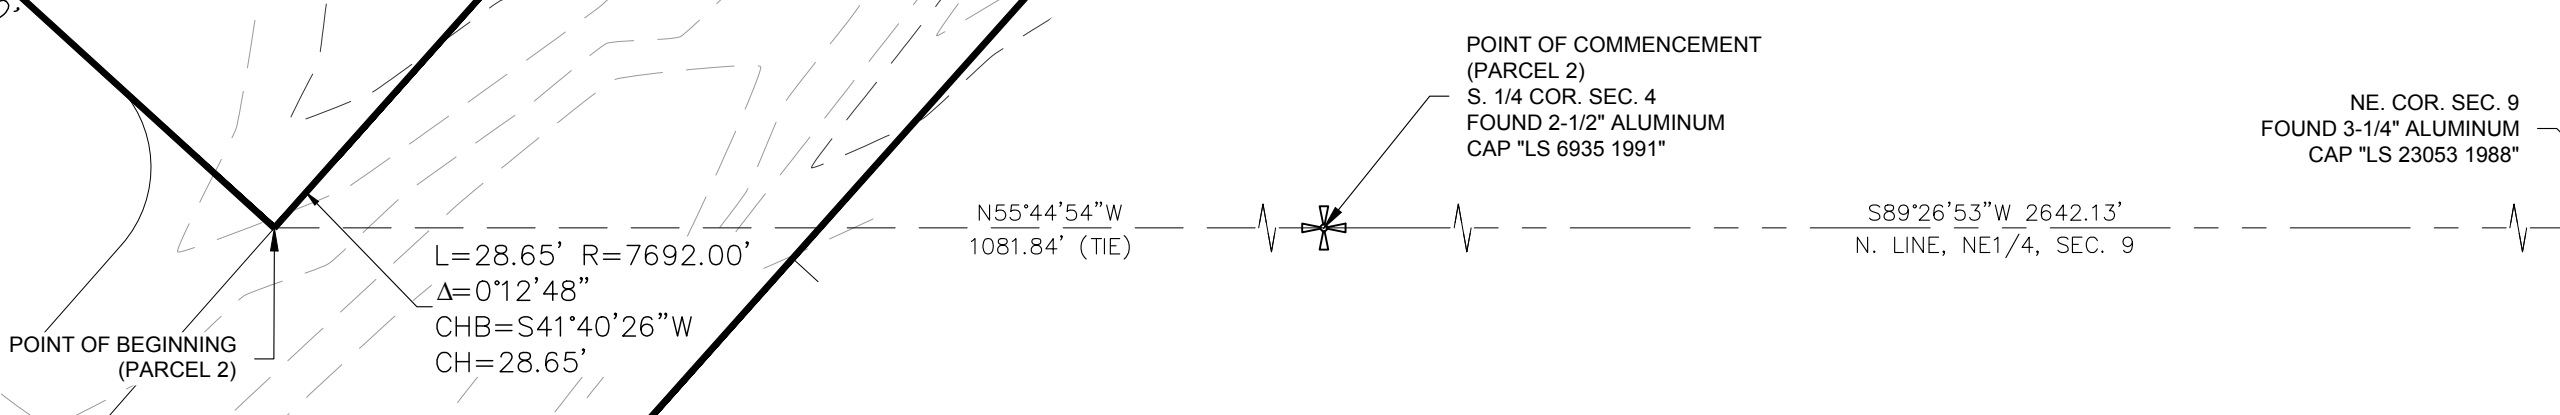 POINT OF COMMENCEMENT
(PARCEL 2)
S. 1/4 COR. SEC. 4
FOUND 2-1/2" ALUMINUM
CAP "LS 6935 1991"
NE. COR. SEC. 9
FOUND 3-1/4" ALUMINUM
CAP "LS 23053 1988"
N55°44'54"W
1081.84' (TIE)
S89°26'53"W 2642.13'
N. LINE, NE1/4, SEC. 9
L=28.65' R=7692.00'
Δ=0°12'48"
CHB=S41°40'26"W
CH=28.65'
POINT OF BEGINNING
(PARCEL 2)